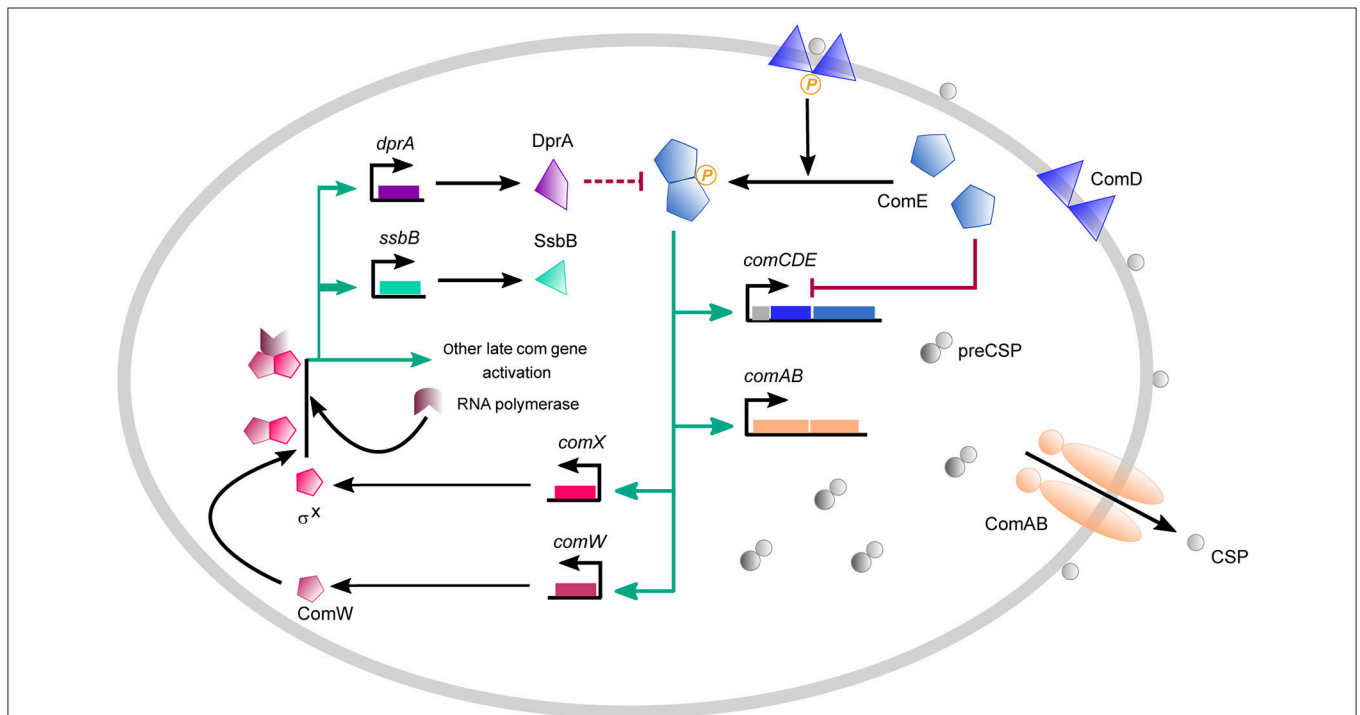 P
dprA
DprA
P
ComE
ComD
ssbB
SsbB
comCDE
preCSP
Other late com gene
activation
RNA polymerase
comAB
comX
σx
ComAB
CSP
comW
ComW